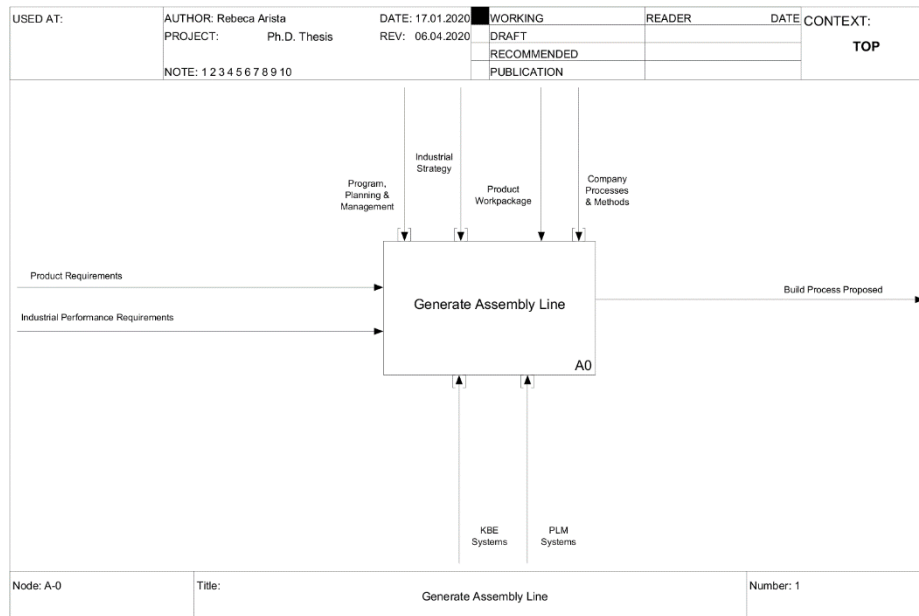 USED AT:
AUTHOR: Rebeca Arista
DATE: 17.01.2020
WORKING
READER
DATE
CONTEXT:
PROJECT: Ph.D. Thesis
REV: 06.04.2020
DRAFT
TOP
RECOMMENDED
NOTE: 1 2 3 4 5 6 7 8 9 10
PUBLICATION
Industrial
Strategy
Program,
Planning &
Management
Product
Workpackage
Company
Processes
& Methods
Product Requirements
Industrial Performance Requirements
Generate Assembly Line
A0
Build Process Proposed
KBE
Systems
PLM
Systems
Node: A-0
Title:
Generate Assembly Line
Number: 1